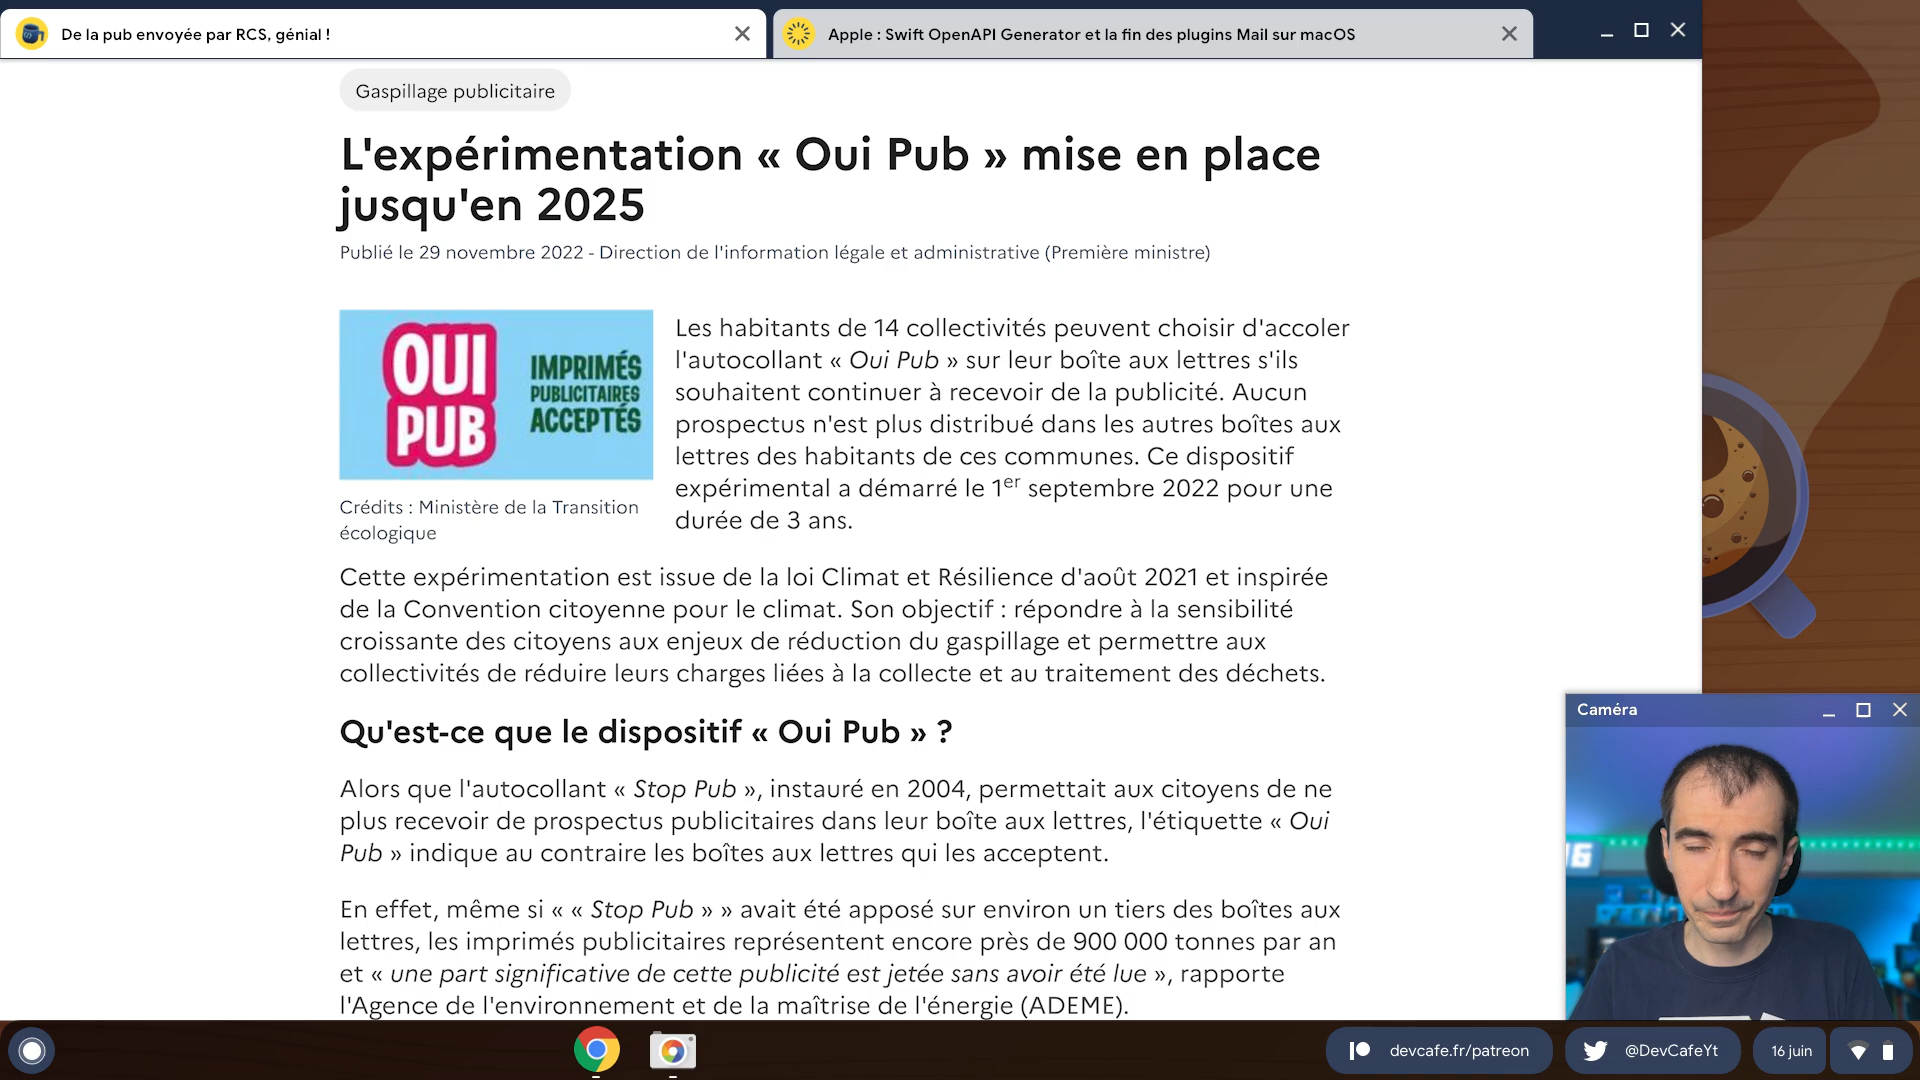 De la pub envoyée par RCS, génial !
Apple : Swift OpenAPI Generator et la fin des plugins Mail sur macOS
Gaspillage publicitaire
L'expérimentation « Oui Pub » mise en place
jusqu'en 2025
Publié le 29 novembre 2022 - Direction de l'information légale et administrative (Première ministre)
OUI
PUB
IMPRIMÉS
PUBLICITAIRES
ACCEPTÉS
Crédits : Ministère de la Transition
écologique
Les habitants de 14 collectivités peuvent choisir d'accoler
l'autocollant « Oui Pub » sur leur boîte aux lettres s'ils
souhaitent continuer à recevoir de la publicité. Aucun
prospectus n'est plus distribué dans les autres boîtes aux
lettres des habitants de ces communes. Ce dispositif
expérimental a démarré le 1er septembre 2022 pour une
durée de 3 ans.
Cette expérimentation est issue de la loi Climat et Résilience d'août 2021 et inspirée
de la Convention citoyenne pour le climat. Son objectif : répondre à la sensibilité
croissante des citoyens aux enjeux de réduction du gaspillage et permettre aux
collectivités de réduire leurs charges liées à la collecte et au traitement des déchets.
Qu'est-ce que le dispositif « Oui Pub » ?
Alors que l'autocollant « Stop Pub », instauré en 2004, permettait aux citoyens de ne
plus recevoir de prospectus publicitaires dans leur boîte aux lettres, l'étiquette « Oui
Pub » indique au contraire les boîtes aux lettres qui les acceptent.
En effet, même si « « Stop Pub » » avait été apposé sur environ un tiers des boîtes aux
lettres, les imprimés publicitaires représentent encore près de 900 000 tonnes par an
et « une part significative de cette publicité est jetée sans avoir été lue », rapporte
l'Agence de l'environnement et de la maîtrise de l'énergie (ADEME).
Caméra
devcafe.fr/patreon
@DevCafeYt
16 juin